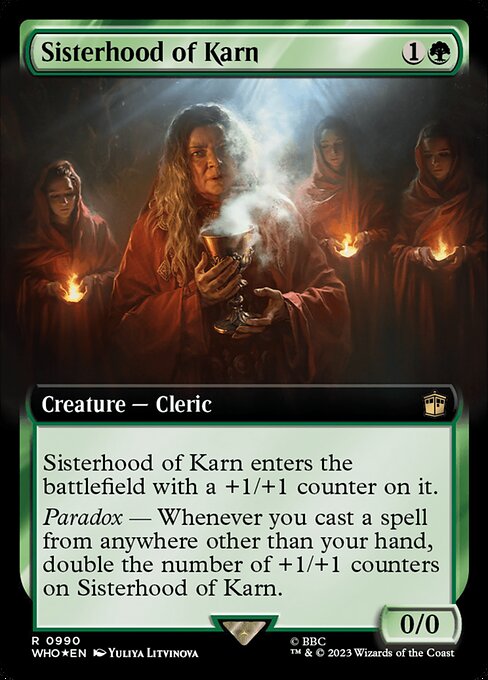 Sisterhood of Karn 1
Creature — Cleric
Sisterhood of Karn enters the
battlefield with a +1/+1 counter on it.
Paradox — Whenever you cast a spell
from anywhere other than your hand,
double the number of +1/+1 counters
on Sisterhood of Karn.
0/0
R 0990
WHO★EN Yuliya Litvinova
© BBC
™ & © 2023 Wizards of the Coast